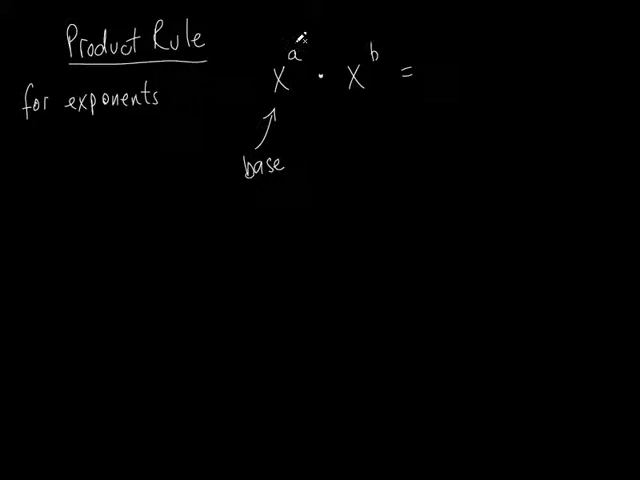 Product Rule
for exponents
x^a · x^b =
base